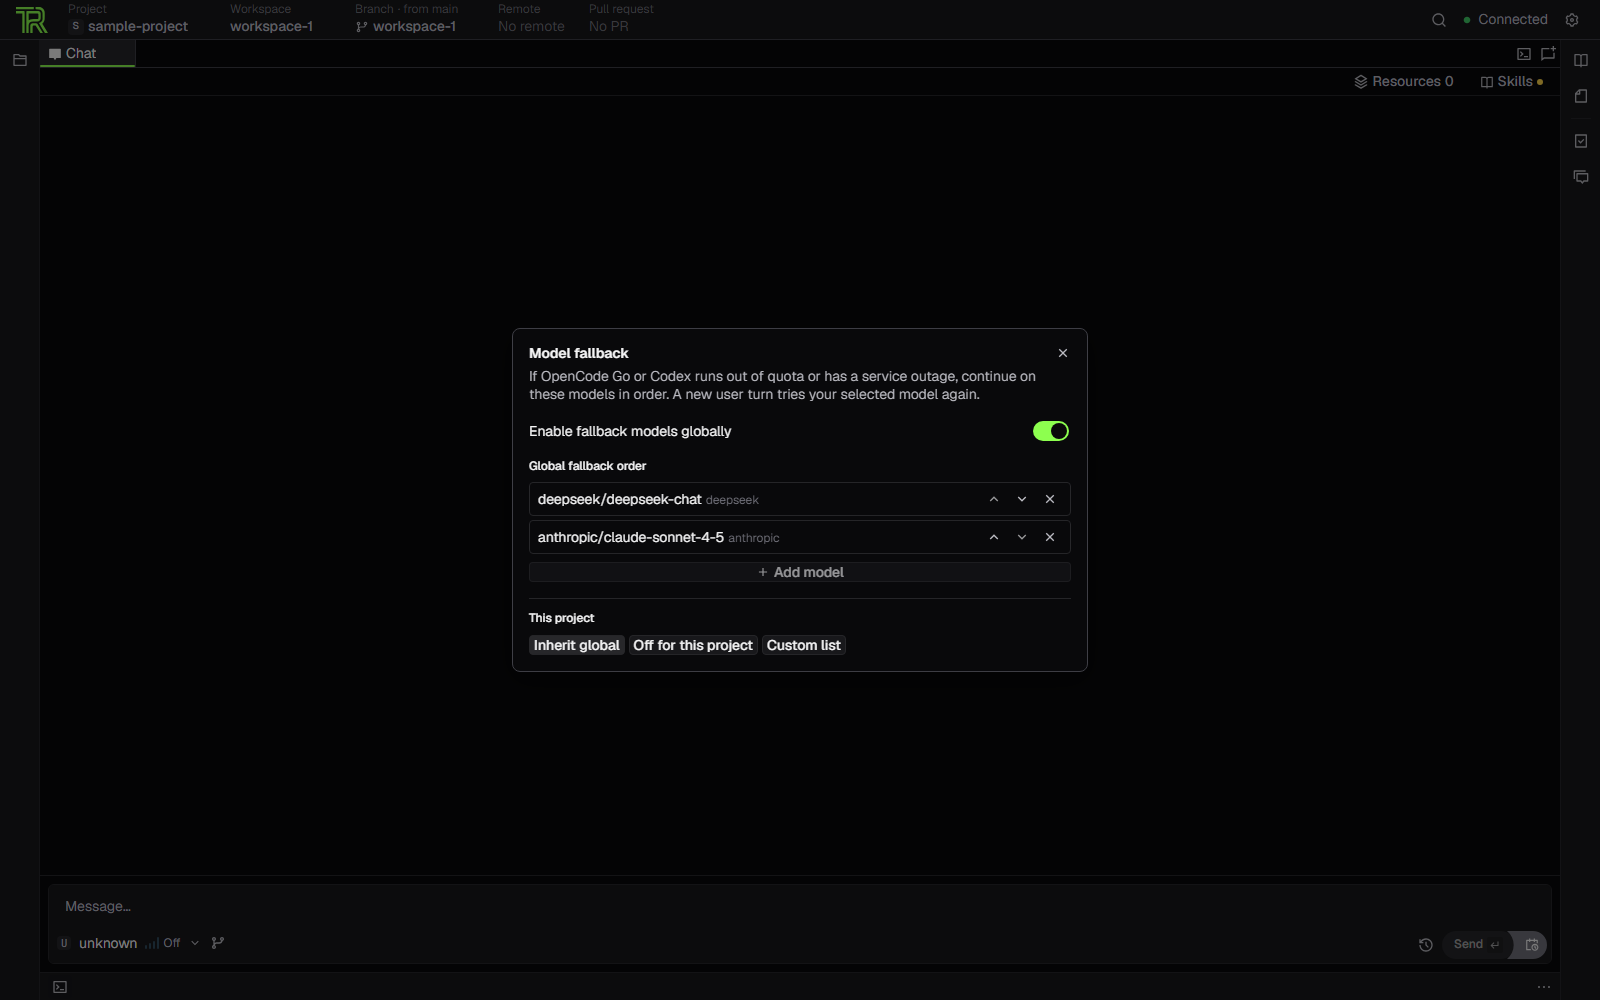 TR
Project
S sample-project
Workspace
workspace-1
Branch · from main
workspace-1
Remote
No remote
Pull request
No PR
Connected
Chat
Resources 0
Skills
Model fallback
If OpenCode Go or Codex runs out of quota or has a service outage, continue on
these models in order. A new user turn tries your selected model again.
Enable fallback models globally
Global fallback order
deepseek/deepseek-chat deepseek
anthropic/claude-sonnet-4-5 anthropic
+ Add model
This project
Inherit global
Off for this project
Custom list
Message...
U unknown
Off
Send